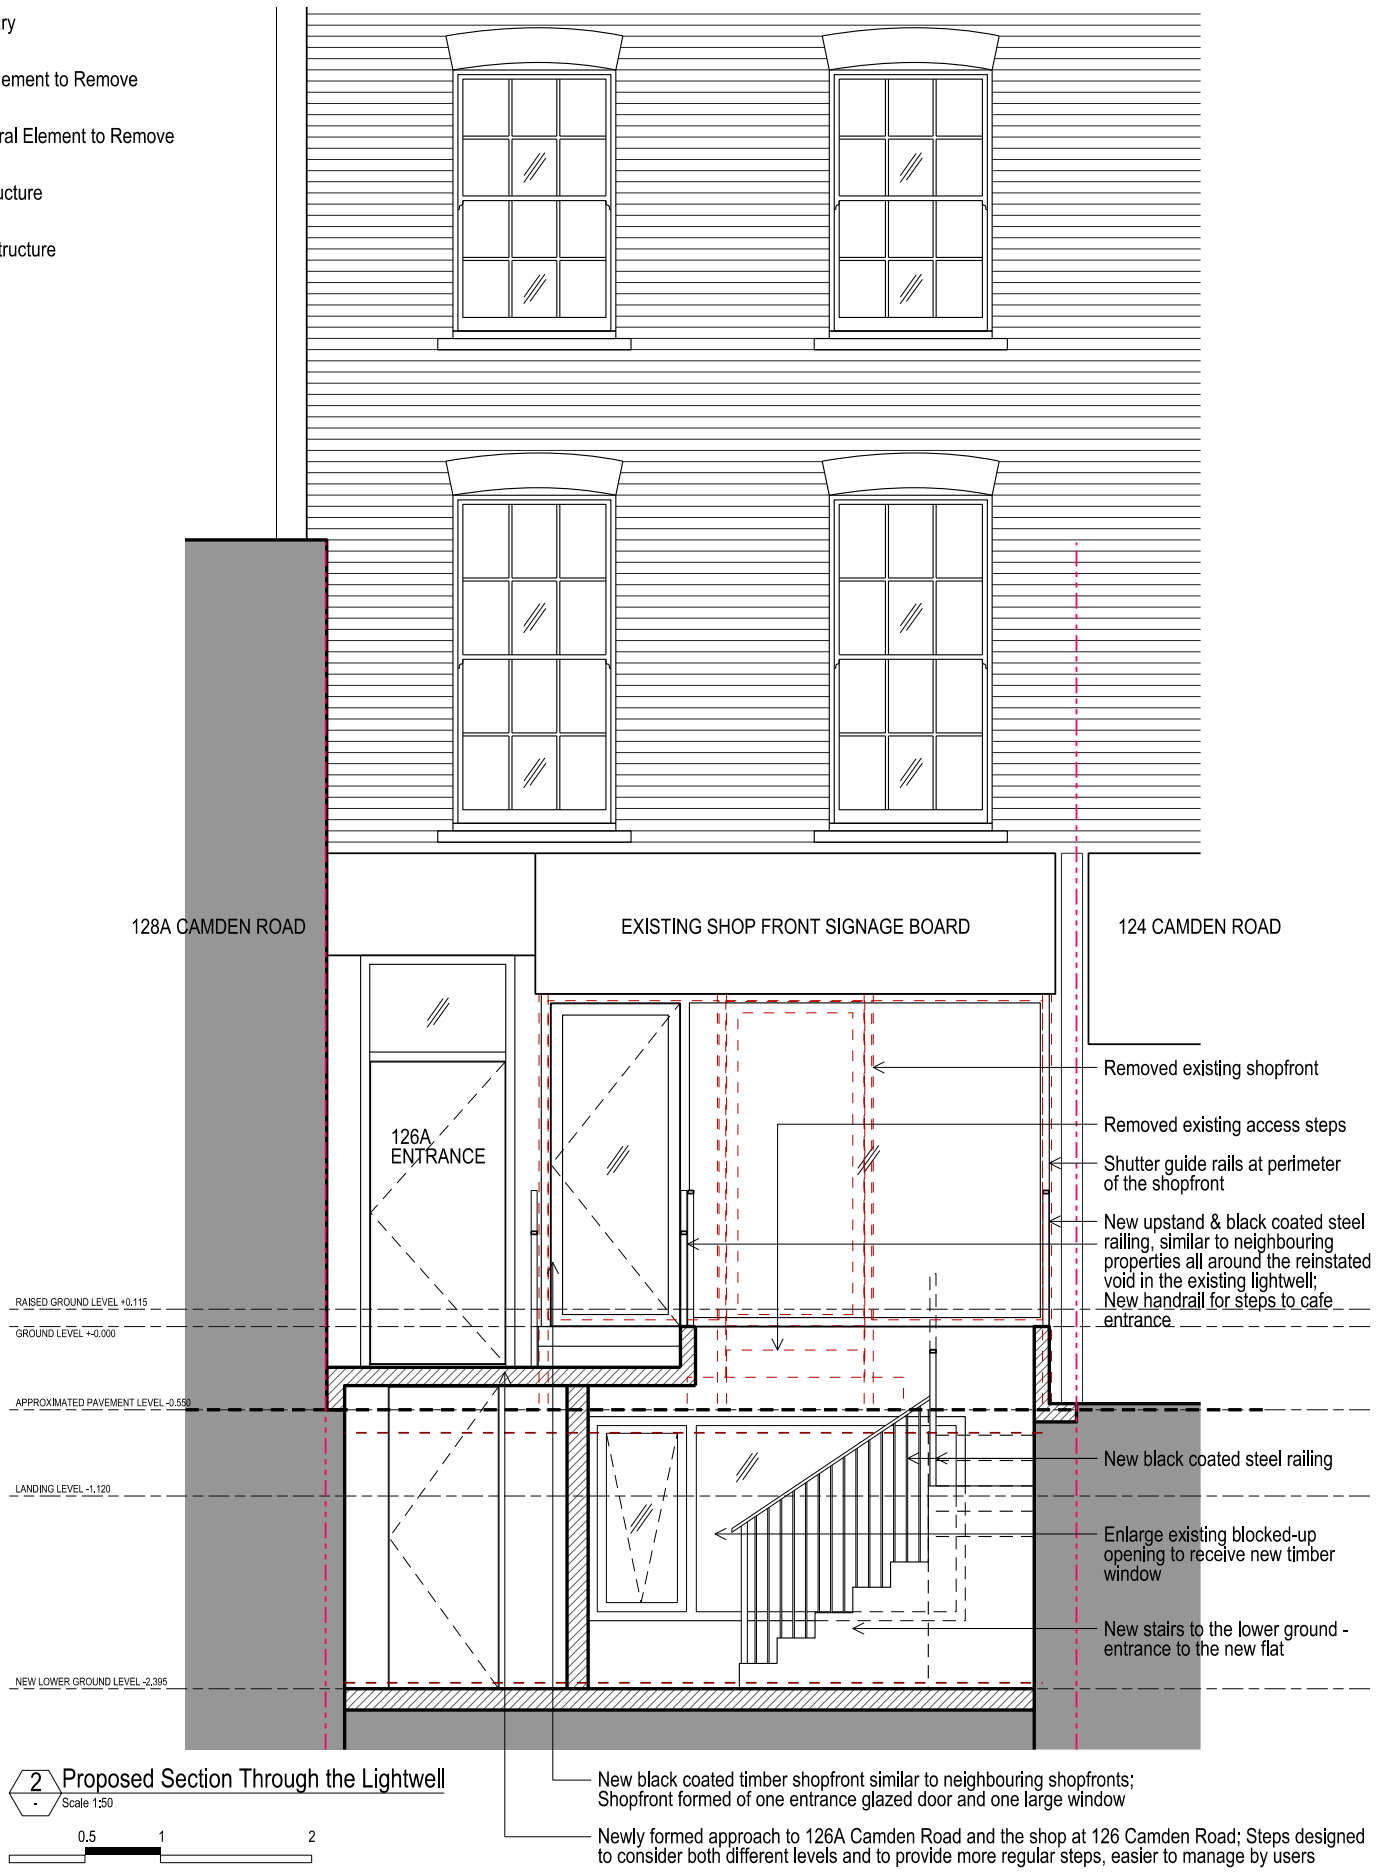 ry
ement to Remove
ral Element to Remove
ucture
tructure
128A CAMDEN ROAD
EXISTING SHOP FRONT SIGNAGE BOARD
124 CAMDEN ROAD
126A
ENTRANCE
Removed existing shopfront
Removed existing access steps
Shutter guide rails at perimeter
of the shopfront
New upstand & black coated steel
railing, similar to neighbouring
properties all around the reinstated
void in the existing lightwell;
New handrail for steps to cafe
entrance
RAISED GROUND LEVEL +0.115
GROUND LEVEL +-0.000
APPROXIMATED PAVEMENT LEVEL -0.550
LANDING LEVEL -1.120
NEW LOWER GROUND LEVEL -2.395
New black coated steel railing
Enlarge existing blocked-up
opening to receive new timber
window
New stairs to the lower ground -
entrance to the new flat
2
-
Proposed Section Through the Lightwell
Scale 1:50
0.5 1 2
New black coated timber shopfront similar to neighbouring shopfronts;
Shopfront formed of one entrance glazed door and one large window
Newly formed approach to 126A Camden Road and the shop at 126 Camden Road; Steps designed
to consider both different levels and to provide more regular steps, easier to manage by users